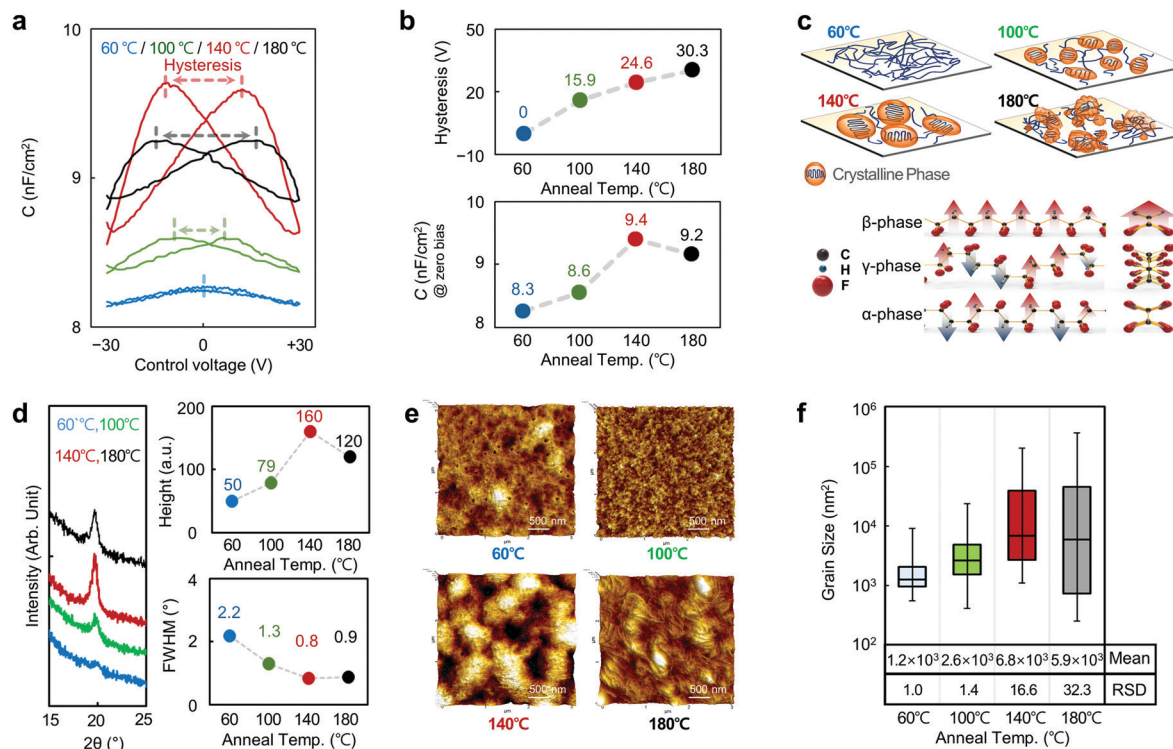 a
10
60 ℃ / 100 ℃ / 140 ℃ / 180 ℃
Hysteresis
9
8
C (nF/cm²)
−30
0
+30
Control voltage (V)
b
50
20
−10
Hysteresis (V)
0
15.9
24.6
30.3
60
100
140
180
Anneal Temp. (℃)
10
9
8
C (nF/cm²)
@ zero bias
8.3
8.6
9.4
9.2
60
100
140
180
Anneal Temp. (℃)
c
60℃
100℃
140℃
180℃
Crystalline Phase
β-phase
C
H
F
γ-phase
α-phase
d
60`℃,100℃
140℃,180℃
Intensity (Arb. Unit)
15
20
25
2θ (°)
200
100
0
Height (a.u.)
50
79
160
120
60
100
140
180
Anneal Temp. (℃)
4
2
0
FWHM (°)
2.2
1.3
0.8
0.9
60
100
140
180
Anneal Temp. (℃)
e
500 nm
60℃
500 nm
100℃
500 nm
140℃
500 nm
180℃
f
10⁶
10⁵
10⁴
10³
10²
Grain Size (nm²)
1.2×10³
2.6×10³
6.8×10³
5.9×10³
Mean
1.0
1.4
16.6
32.3
RSD
60℃
100℃
140℃
180℃
Anneal Temp. (℃)